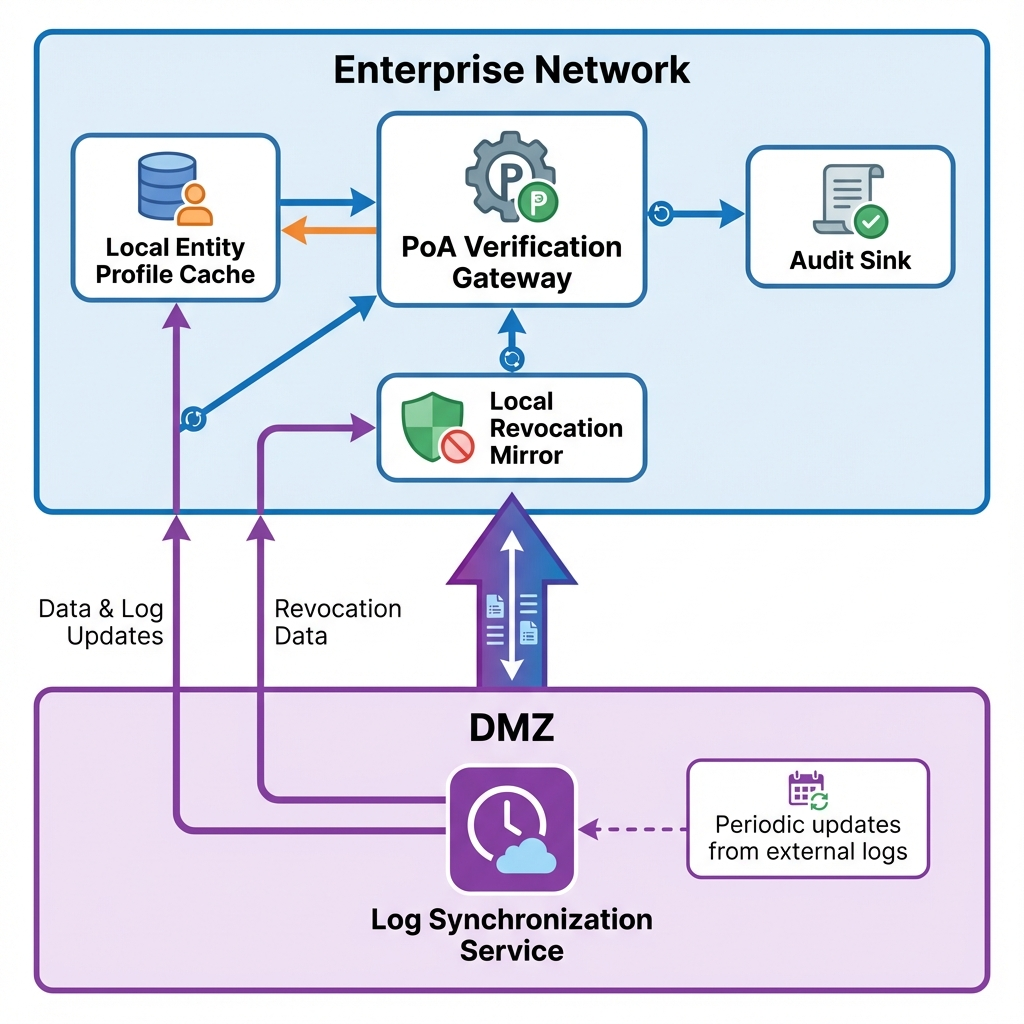 Enterprise Network
Local Entity
Profile Cache
P
P
PoA Verification
Gateway
Audit Sink
Local
Revocation
Mirror
Data & Log
Updates
Revocation
Data
DMZ
Periodic updates
from external logs
Log Synchronization
Service